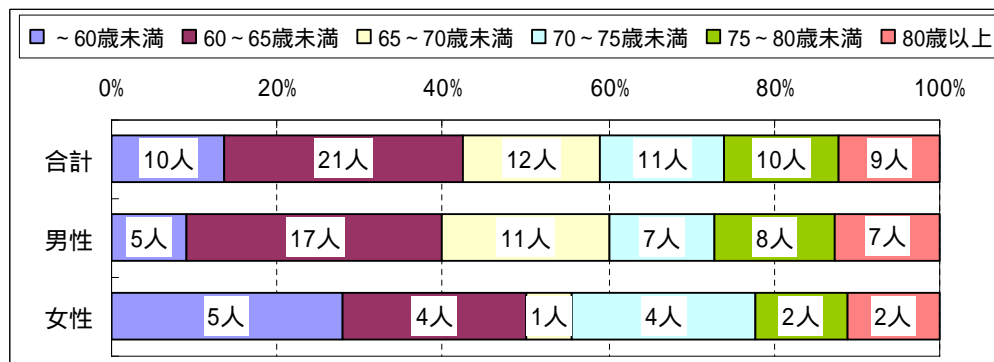 ~60歳未満 60~65歳未満 65~70歳未満 70~75歳未満 75~80歳未満 80歳以上
0% 20% 40% 60% 80% 100%
合計 10人 21人 12人 11人 10人 9人
男性 5人 17人 11人 7人 8人 7人
女性 5人 4人 1人 4人 2人 2人